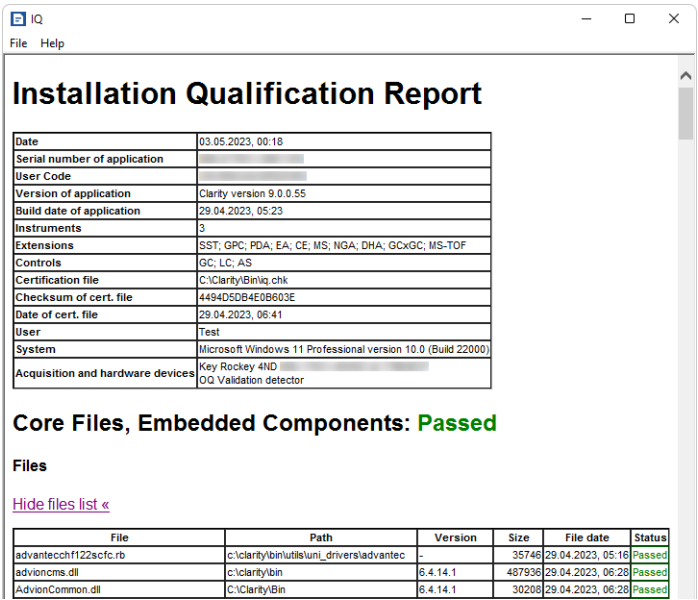 IQ
File Help
Installation Qualification Report
Date 03.05.2023, 00:18
Serial number of application
User Code
Version of application Clarity version 9.0.0.55
Build date of application 29.04.2023, 05:23
Instruments 3
Extensions SST; GPC; PDA; EA; CE; MS; NGA; DHA; GCxGC; MS-TOF
Controls GC; LC; AS
Certification file C:\Clarity\Bin\iq.chk
Checksum of cert. file 4494D5DB4E0B603E
Date of cert. file 29.04.2023, 06:41
User Test
System Microsoft Windows 11 Professional version 10.0 (Build 22000)
Acquisition and hardware devices Key Rockey 4ND
OQ Validation detector
Core Files, Embedded Components: Passed
Files
Hide files list «
File Path Version Size File date Status
advantecchf122scfc.rb c:\clarity\bin\utils\uni_drivers\advantec - 35746 29.04.2023, 05:16 Passed
advioncms.dll c:\clarity\bin 6.4.14.1 487936 29.04.2023, 06:28 Passed
AdvionCommon.dll C:\Clarity\Bin 6.4.14.1 30208 29.04.2023, 06:28 Passed